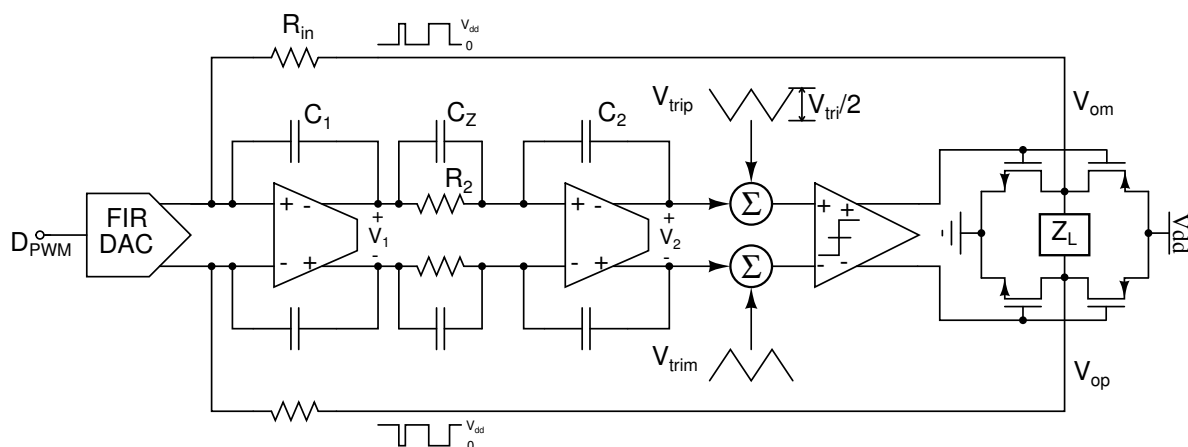 R_in
V_dd
0
C_1
C_Z
C_2
V_trip
V_tri/2
V_om
R_2
+ -
+ -
+
V_1
-
+
V_2
-
Σ
+ +
FIR
DAC
D_PWM
Z_L
Vdd
- +
- +
Σ
- -
V_trim
V_op
V_dd
0